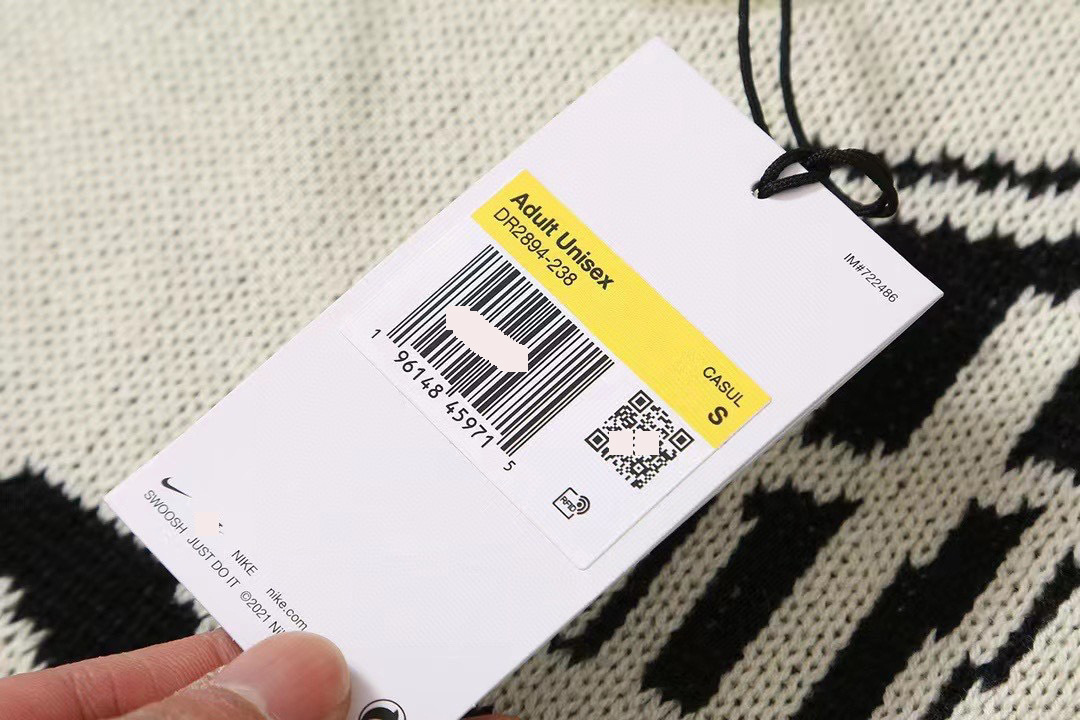 IM#722486
Adult Unisex
DR2894-238
CASUL
S
1 96148 45971 5
RFID
NIKE nike.com
SWOOSH JUST DO IT ©2021